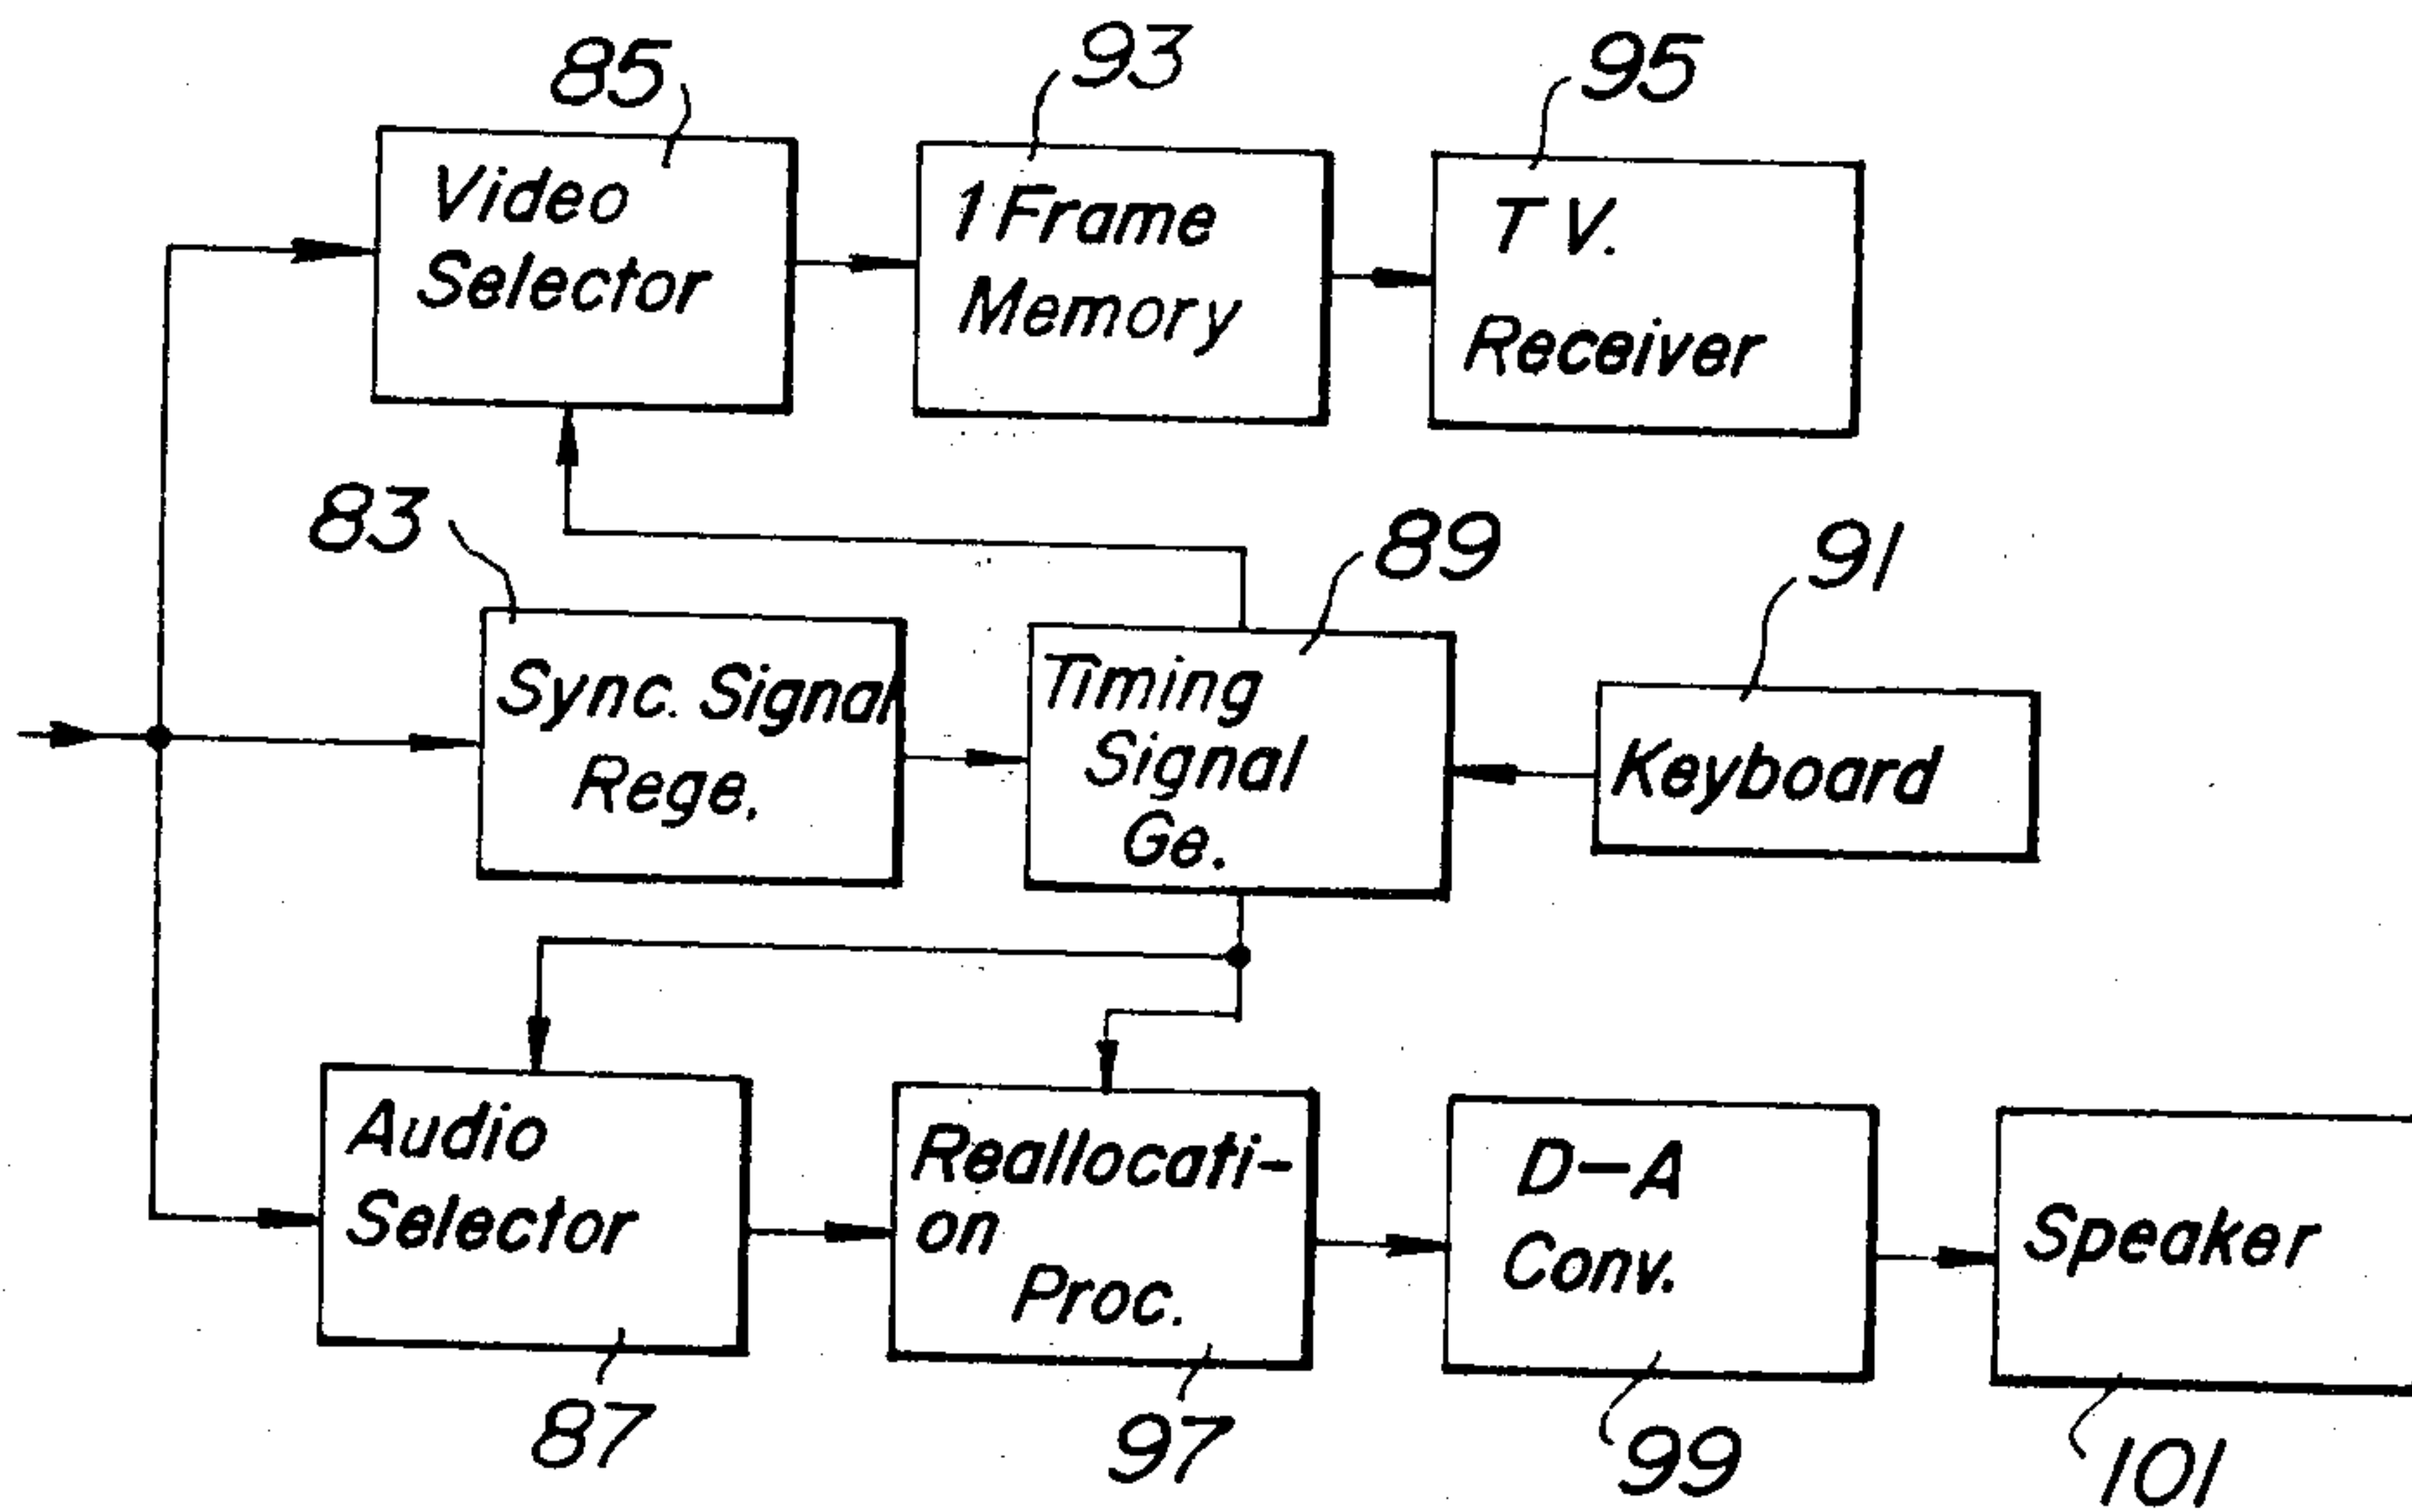 85
93
95
Video
Selector
1 Frame
Memory
T V.
Receiver
83
89
91
Sync. Signal
Rege.
Timing
Signal
Ge.
Keyboard
Audio
Selector
Reallocati-
on
Proc.
D-A
Conv.
Speaker
87
97
99
101